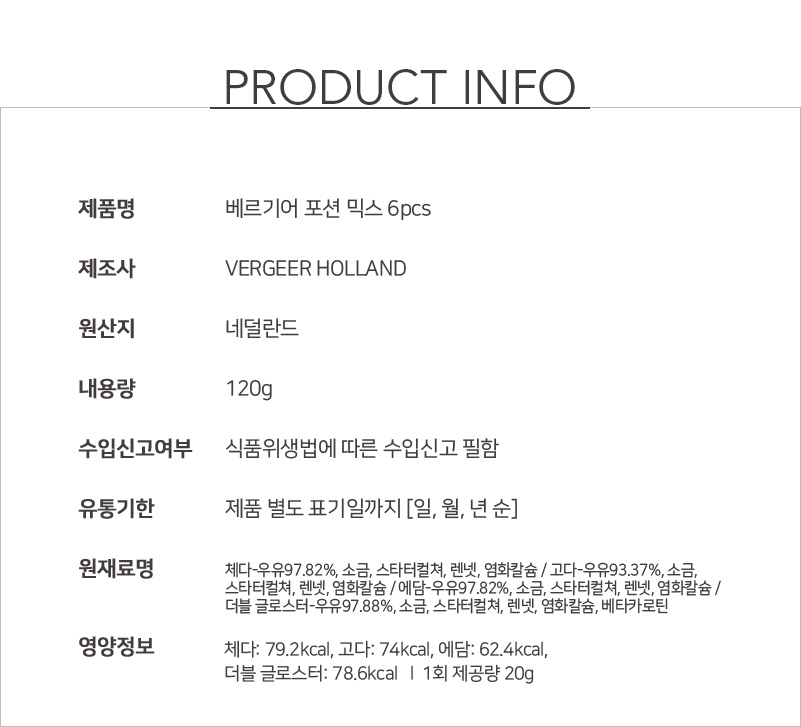 PRODUCT INFO
제품명 베르기어 포션 믹스 6pcs
제조사 VERGEER HOLLAND
원산지 네덜란드
내용량 120g
수입신고여부 식품위생법에 따른 수입신고 필함
유통기한 제품 별도 표기일까지 [일, 월, 년 순]
원재료명 체다-우유97.82%, 소금, 스타터컬쳐, 렌넷, 염화칼슘 / 고다-우유93.37%, 소금,
스타터컬쳐, 렌넷, 염화칼슘 / 에담-우유97.82%, 소금, 스타터컬쳐, 렌넷, 염화칼슘 /
더블 글로스터-우유97.88%, 소금, 스타터컬쳐, 렌넷, 염화칼슘, 베타카로틴
영양정보 체다: 79.2kcal, 고다: 74kcal, 에담: 62.4kcal,
더블 글로스터: 78.6kcal ㅣ 1회 제공량 20g